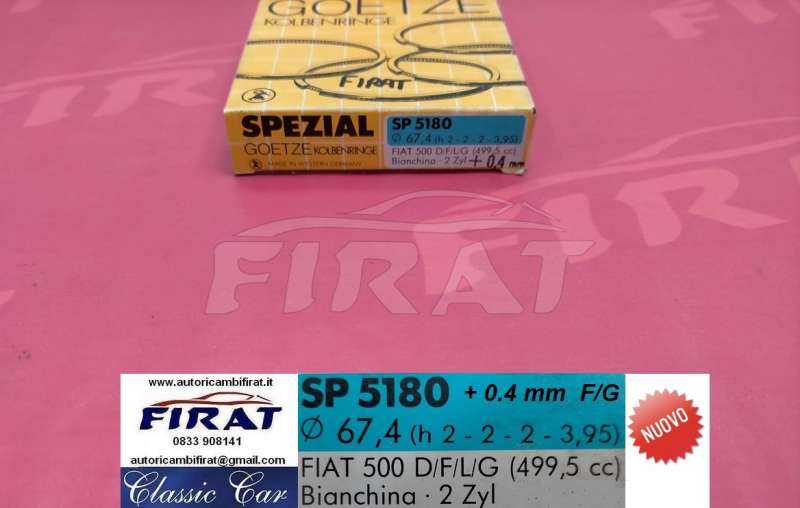 GOETZE
KOLBENRINGE
FIRAT
SPEZIAL
GOETZE KOLBENRINGE
MADE IN WESTERN GERMANY
SP 5180
Ø 67,4 (h 2 - 2 - 2 - 3,95)
FIAT 500 D/F/L/G (499,5 cc)
Bianchina · 2 Zyl + 0.4 mm
FIRAT
FIRAT
FIRAT
FIRAT
www.autoricambifirat.it
FIRAT
0833 908141
autoricambifirat@gmail.com
Classic Car
SP 5180 + 0.4 mm F/G
Ø 67,4 (h 2 - 2 - 2 - 3,95)
FIAT 500 D/F/L/G (499,5 cc)
Bianchina · 2 Zyl
NUOVO